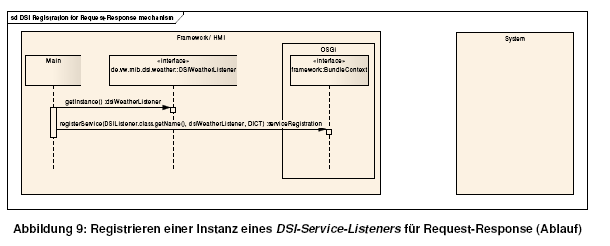 sd DSI Registration for Request-Response mechanism
Framework/ HMI
System
OSGi
Main
«interface»
de.vw.mib.dsi.weather::DSIWeatherListener
«interface»
framework::BundleContext
getInstance() :dsiWeatherListener
registerService(DSIListener.class.getName(), dsiWeatherListener, DICT) :serviceRegistration
Abbildung 9: Registrieren einer Instanz eines DSI-Service-Listeners für Request-Response (Ablauf)